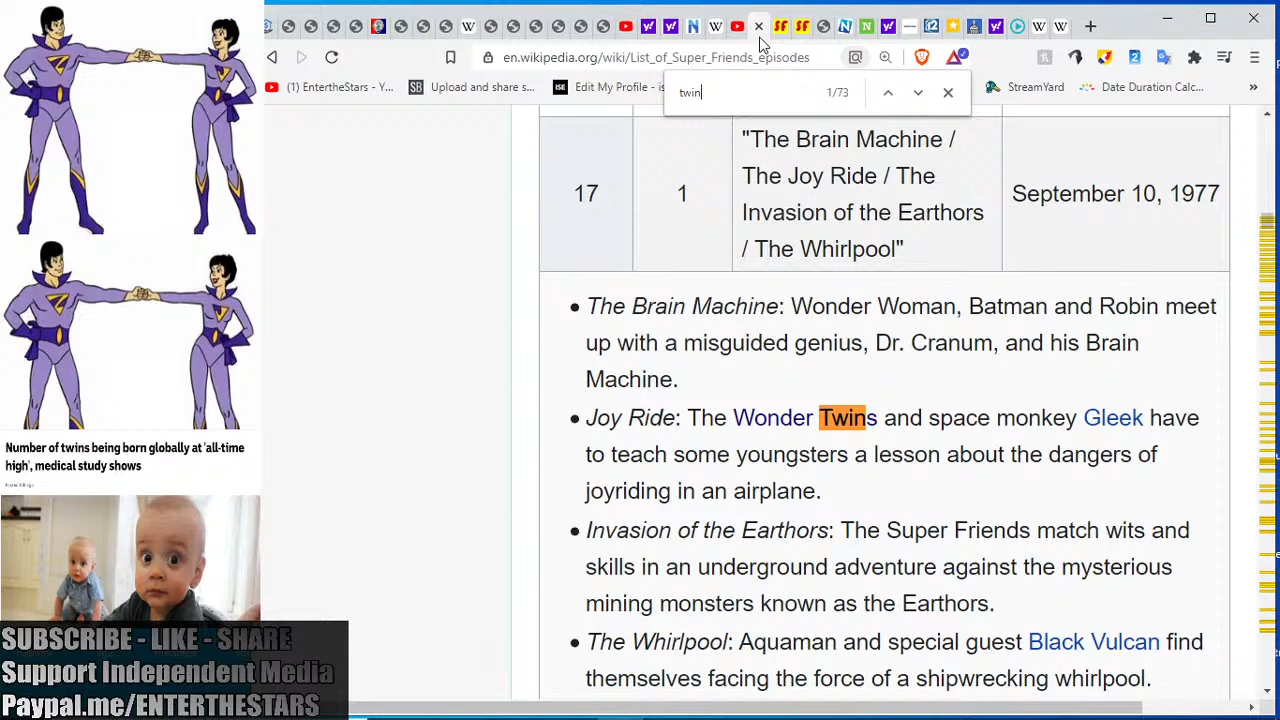 en.wikipedia.org/wiki/List_of_Super_Friends_episodes
(1) EntertheStars - Y...
SB Upload and share s...
ISE Edit My Profile - is
twin
1/73
StreamYard
Date Duration Calc...
17
1
"The Brain Machine /
The Joy Ride / The
Invasion of the Earthors
/ The Whirlpool"
September 10, 1977
• The Brain Machine: Wonder Woman, Batman and Robin meet
up with a misguided genius, Dr. Cranum, and his Brain
Machine.
• Joy Ride: The Wonder Twins and space monkey Gleek have
to teach some youngsters a lesson about the dangers of
joyriding in an airplane.
• Invasion of the Earthors: The Super Friends match wits and
skills in an underground adventure against the mysterious
mining monsters known as the Earthors.
• The Whirlpool: Aquaman and special guest Black Vulcan find
themselves facing the force of a shipwrecking whirlpool.
Number of twins being born globally at 'all-time
high', medical study shows
SUBSCRIBE - LIKE - SHARE
Support Independent Media
Paypal.me/ENTERTHESTARS